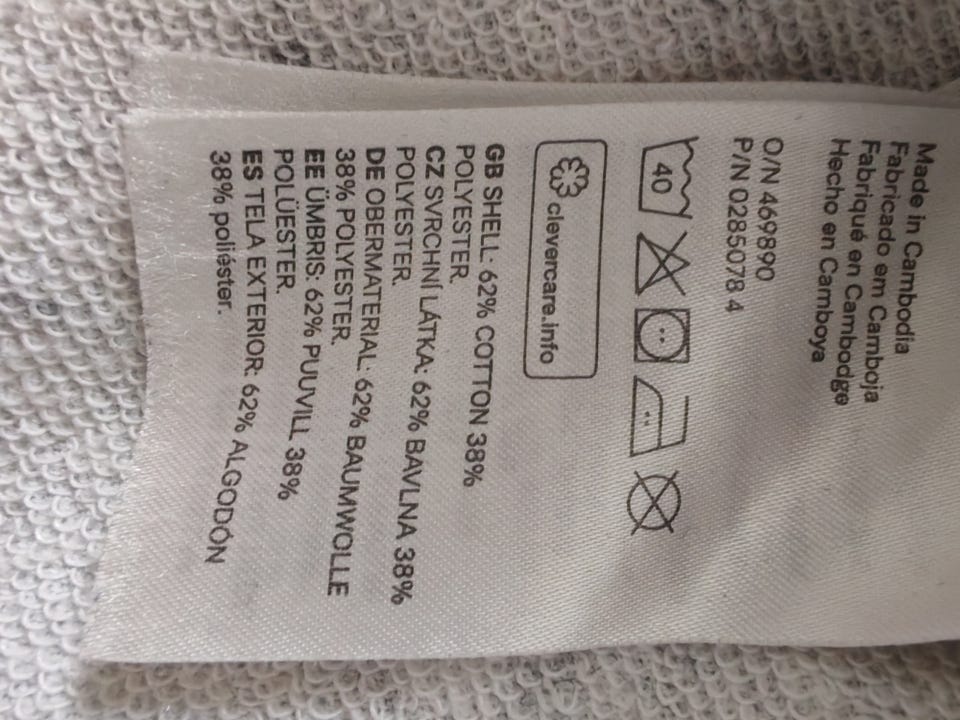 Made in Cambodia
Fabricado em Camboja
Fabriqué en Cambodge
Hecho en Camboya
O/N 469890
P/N 0285078 4
40
clevercare.info
GB SHELL: 62% COTTON 38%
POLYESTER.
CZ SVRCHNÍ LÁTKA: 62% BAVLNA 38%
POLYESTER.
DE OBERMATERIAL: 62% BAUMWOLLE
38% POLYESTER.
EE ÜMBRIS: 62% PUUVILL 38%
POLÜESTER.
ES TELA EXTERIOR: 62% ALGODÓN
38% poliéster.